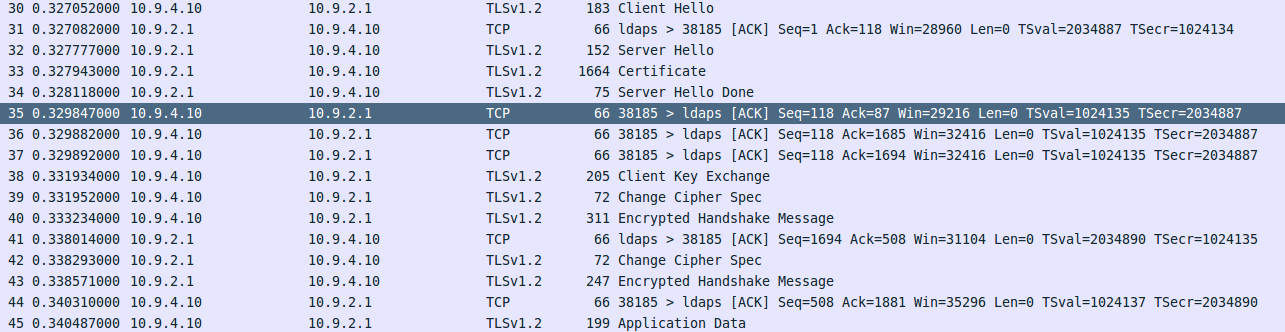 30 0.327052000 10.9.4.10 10.9.2.1 TLSv1.2 183 Client Hello
31 0.327082000 10.9.2.1 10.9.4.10 TCP 66 ldaps > 38185 [ACK] Seq=1 Ack=118 Win=28960 Len=0 TSval=2034887 TSecr=1024134
32 0.327777000 10.9.2.1 10.9.4.10 TLSv1.2 152 Server Hello
33 0.327943000 10.9.2.1 10.9.4.10 TLSv1.2 1664 Certificate
34 0.328118000 10.9.2.1 10.9.4.10 TLSv1.2 75 Server Hello Done
35 0.329847000 10.9.4.10 10.9.2.1 TCP 66 38185 > ldaps [ACK] Seq=118 Ack=87 Win=29216 Len=0 TSval=1024135 TSecr=2034887
36 0.329882000 10.9.4.10 10.9.2.1 TCP 66 38185 > ldaps [ACK] Seq=118 Ack=1685 Win=32416 Len=0 TSval=1024135 TSecr=2034887
37 0.329892000 10.9.4.10 10.9.2.1 TCP 66 38185 > ldaps [ACK] Seq=118 Ack=1694 Win=32416 Len=0 TSval=1024135 TSecr=2034887
38 0.331934000 10.9.4.10 10.9.2.1 TLSv1.2 205 Client Key Exchange
39 0.331952000 10.9.4.10 10.9.2.1 TLSv1.2 72 Change Cipher Spec
40 0.333234000 10.9.4.10 10.9.2.1 TLSv1.2 311 Encrypted Handshake Message
41 0.338014000 10.9.2.1 10.9.4.10 TCP 66 ldaps > 38185 [ACK] Seq=1694 Ack=508 Win=31104 Len=0 TSval=2034890 TSecr=1024135
42 0.338293000 10.9.2.1 10.9.4.10 TLSv1.2 72 Change Cipher Spec
43 0.338571000 10.9.2.1 10.9.4.10 TLSv1.2 247 Encrypted Handshake Message
44 0.340310000 10.9.4.10 10.9.2.1 TCP 66 38185 > ldaps [ACK] Seq=508 Ack=1881 Win=35296 Len=0 TSval=1024137 TSecr=2034890
45 0.340487000 10.9.4.10 10.9.2.1 TLSv1.2 199 Application Data